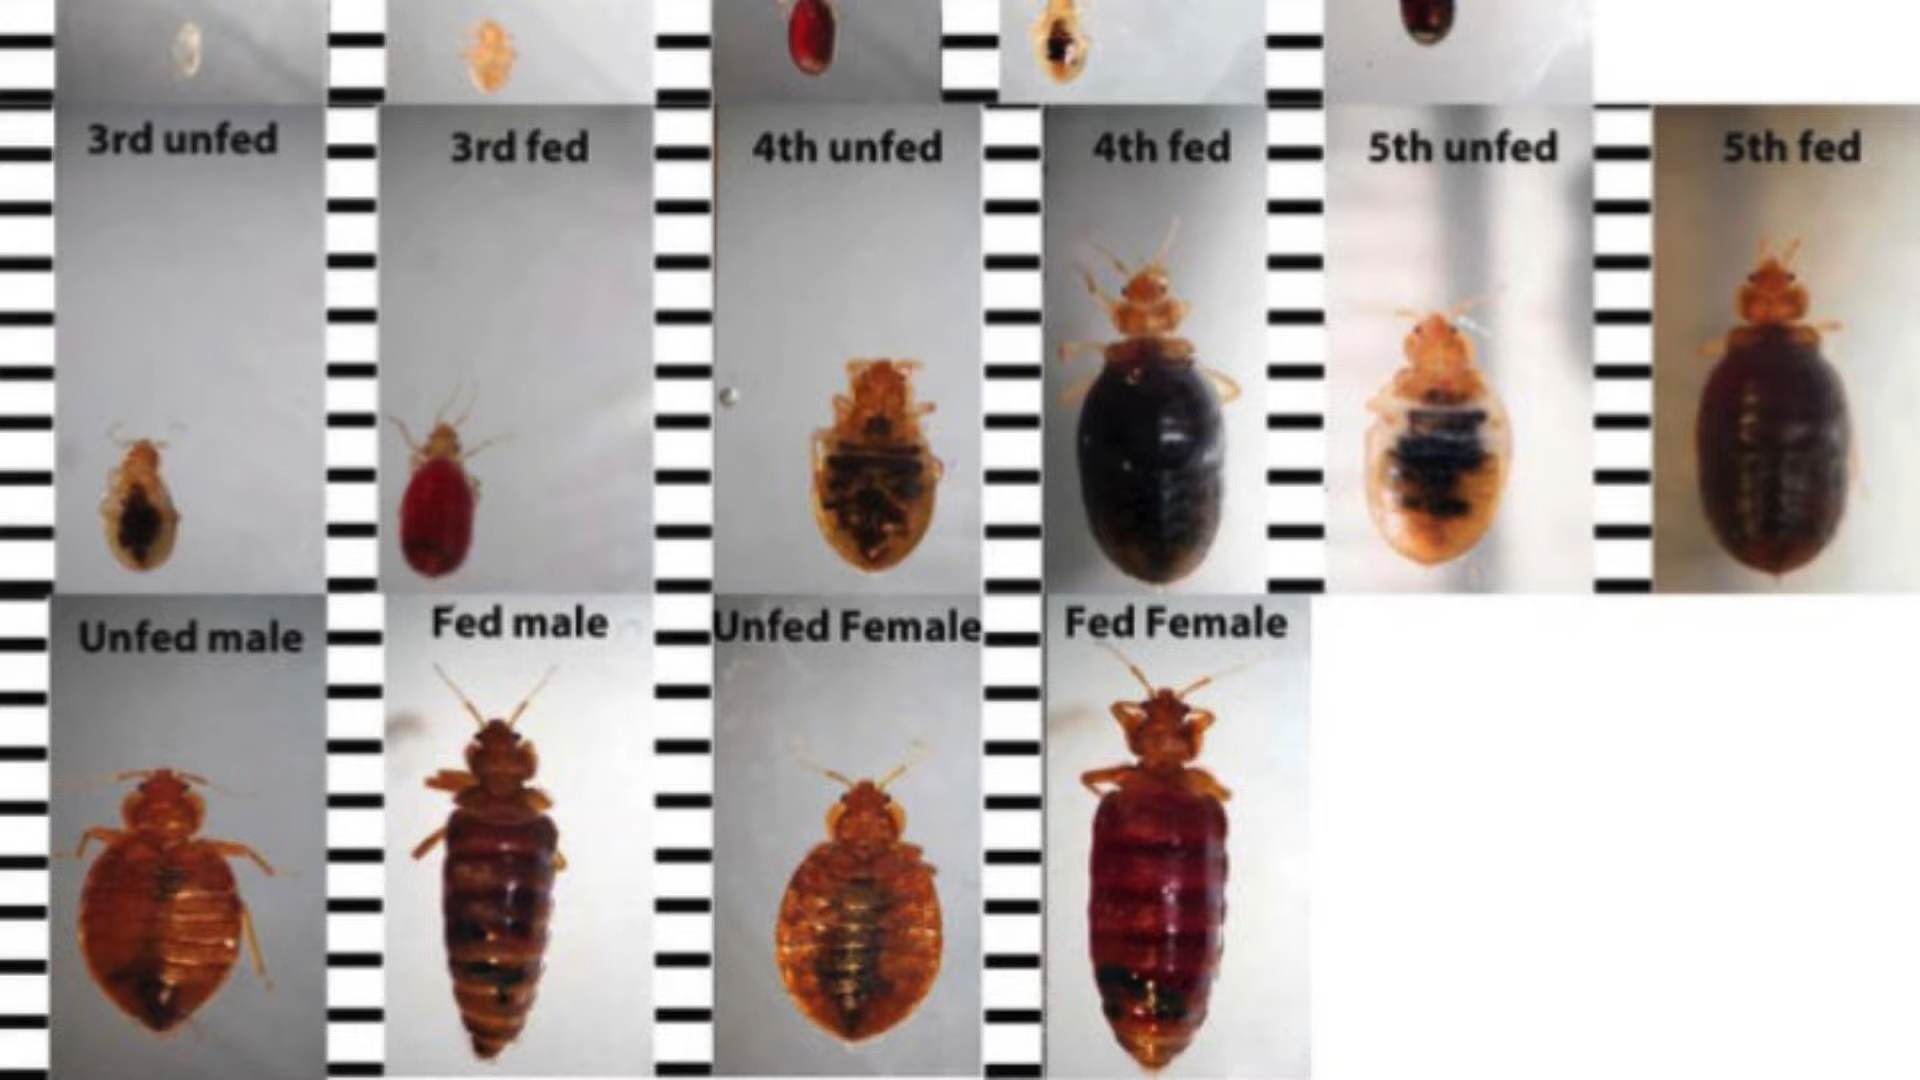 3rd unfed
3rd fed
4th unfed
4th fed
5th unfed
5th fed
Unfed male
Fed male
Unfed Female
Fed Female